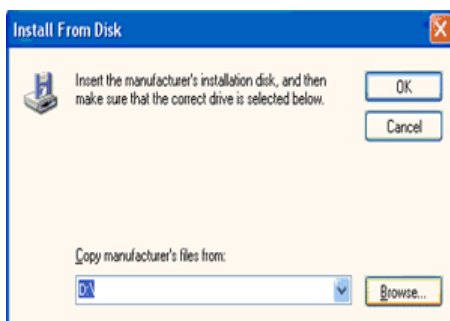 Install From Disk
Insert the manufacturer's installation disk, and then
make sure that the correct drive is selected below.
OK
Cancel
Copy manufacturer's files from:
D:\
Browse...